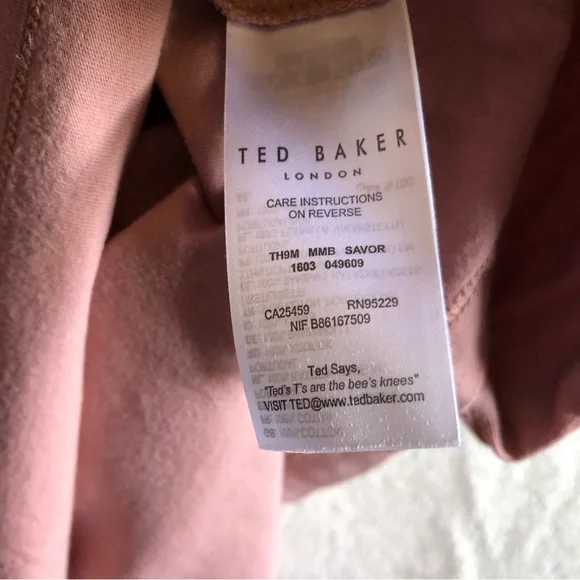 TED BAKER
LONDON
CARE INSTRUCTIONS
ON REVERSE
TH9M MMB SAVOR
1603 049609
CA25459 RN95229
NIF B86167509
Ted Says,
"Ted's T's are the bee's knees"
VISIT TED@www.tedbaker.com